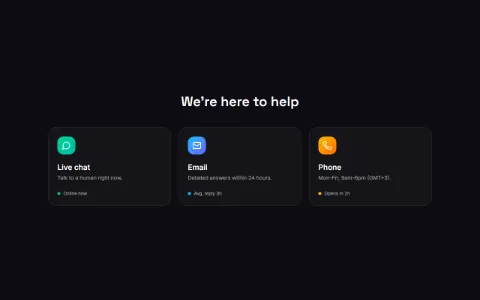 We're here to help
Live chat
Talk to a human right now.
Online now
Email
Detailed answers within 24 hours.
Avg. reply 3h
Phone
Mon–Fri, 9am–6pm (GMT+3).
Opens in 2h